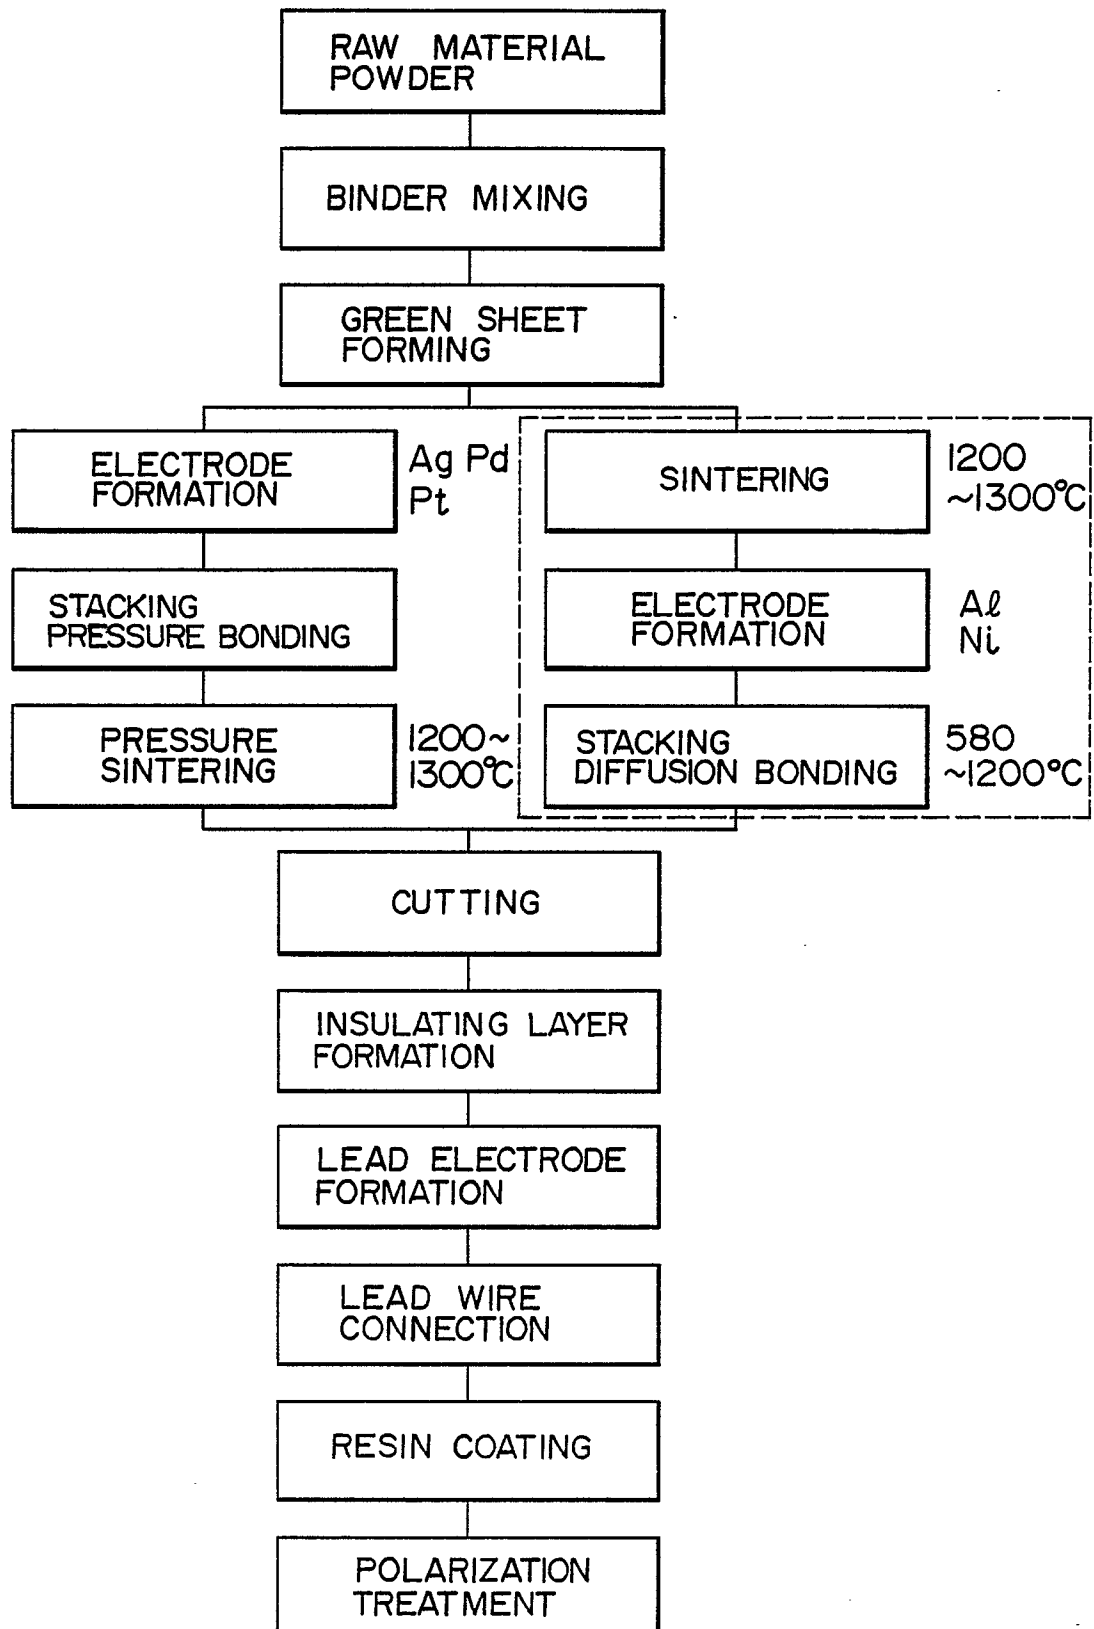 RAW MATERIAL
POWDER
BINDER MIXING
GREEN SHEET
FORMING
ELECTRODE
FORMATION
Ag Pd
Pt
STACKING
PRESSURE BONDING
PRESSURE
SINTERING
1200~
1300°C
SINTERING
1200
~1300°C
ELECTRODE
FORMATION
Aℓ
Ni
STACKING
DIFFUSION BONDING
580
~1200°C
CUTTING
INSULATING LAYER
FORMATION
LEAD ELECTRODE
FORMATION
LEAD WIRE
CONNECTION
RESIN COATING
POLARIZATION
TREATMENT